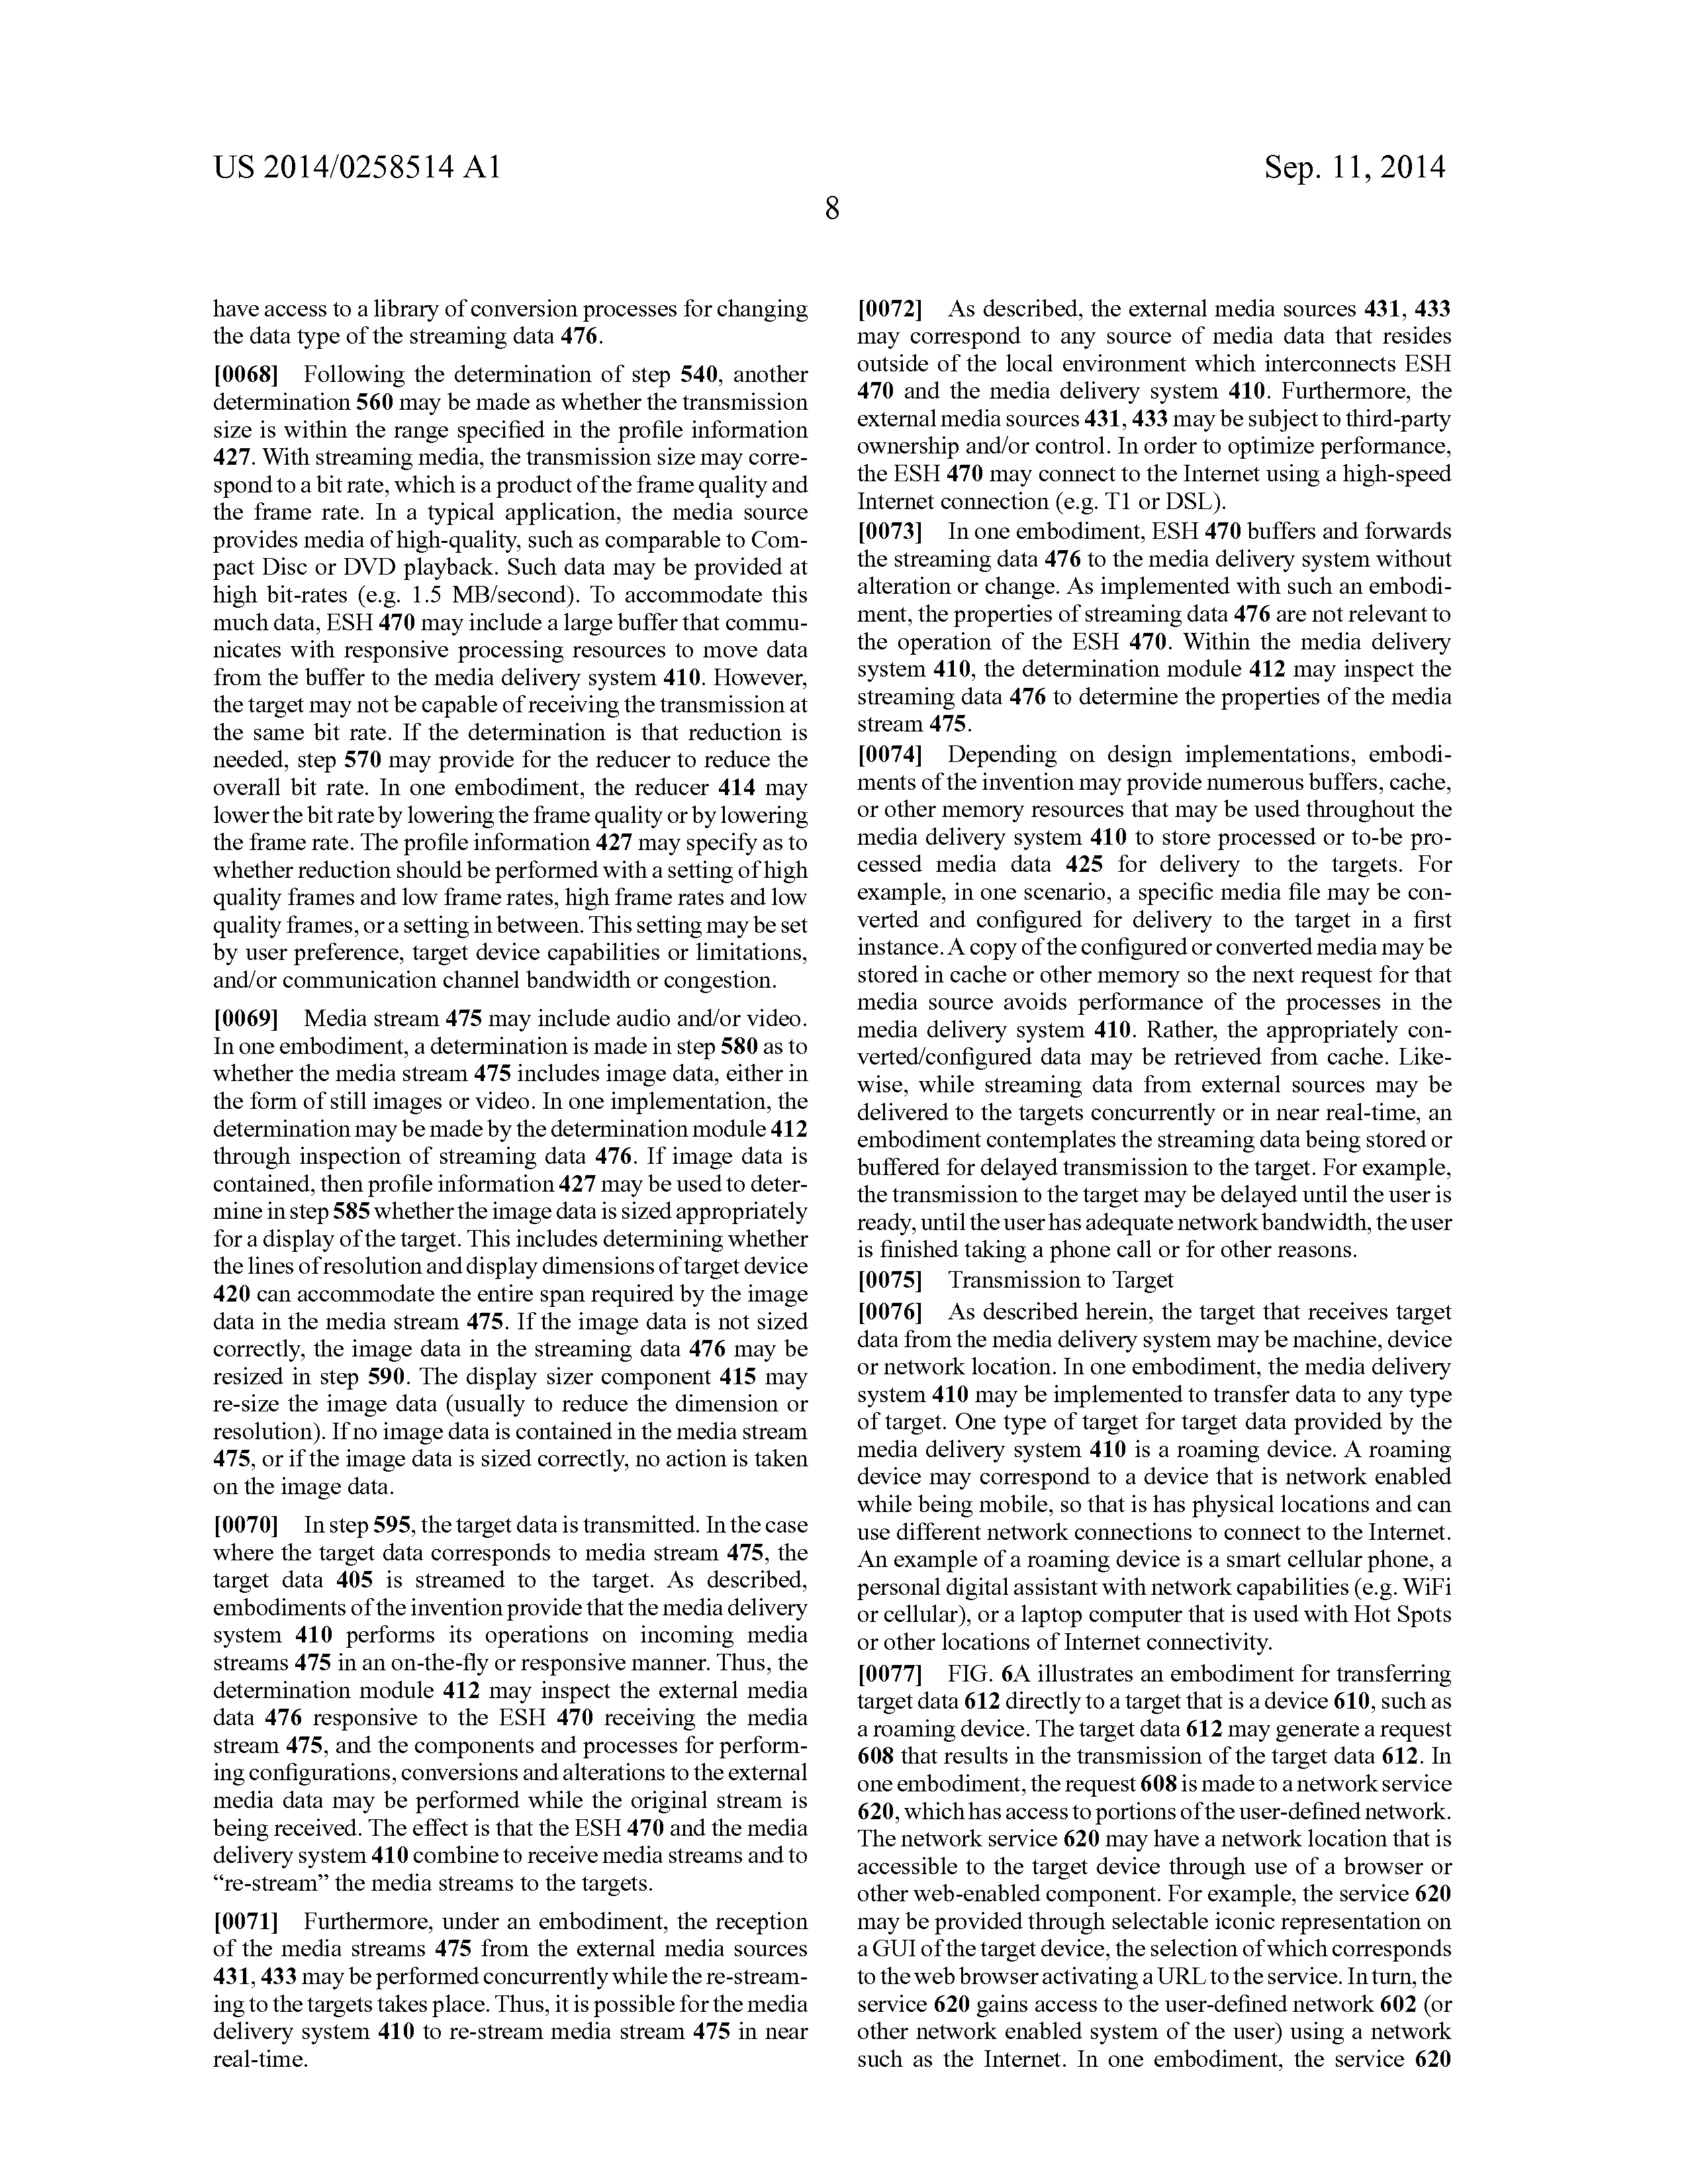 US 2014/0258514 A1
Sep. 11, 2014
8
have access to a library of conversion processes for changing
the data type of the streaming data 476.
[0068] Following the determination of step 540, another
determination 560 may be made as whether the transmission
size is within the range specified in the profile information
427. With streaming media, the transmission size may corre-
spond to a bit rate, which is a product of the frame quality and
the frame rate. In a typical application, the media source
provides media of high-quality, such as comparable to Com-
pact Disc or DVD playback. Such data may be provided at
high bit-rates (e.g. 1.5 MB/second). To accommodate this
much data, ESH 470 may include a large buffer that commu-
nicates with responsive processing resources to move data
from the buffer to the media delivery system 410. However,
the target may not be capable of receiving the transmission at
the same bit rate. If the determination is that reduction is
needed, step 570 may provide for the reducer to reduce the
overall bit rate. In one embodiment, the reducer 414 may
lower the bit rate by lowering the frame quality or by lowering
the frame rate. The profile information 427 may specify as to
whether reduction should be performed with a setting of high
quality frames and low frame rates, high frame rates and low
quality frames, or a setting in between. This setting may be set
by user preference, target device capabilities or limitations,
and/or communication channel bandwidth or congestion.
[0069] Media stream 475 may include audio and/or video.
In one embodiment, a determination is made in step 580 as to
whether the media stream 475 includes image data, either in
the form of still images or video. In one implementation, the
determination may be made by the determination module 412
through inspection of streaming data 476. If image data is
contained, then profile information 427 may be used to deter-
mine in step 585 whether the image data is sized appropriately
for a display of the target. This includes determining whether
the lines of resolution and display dimensions of target device
420 can accommodate the entire span required by the image
data in the media stream 475. If the image data is not sized
correctly, the image data in the streaming data 476 may be
resized in step 590. The display sizer component 415 may
re-size the image data (usually to reduce the dimension or
resolution). If no image data is contained in the media stream
475, or if the image data is sized correctly, no action is taken
on the image data.
[0070] In step 595, the target data is transmitted. In the case
where the target data corresponds to media stream 475, the
target data 405 is streamed to the target. As described,
embodiments of the invention provide that the media delivery
system 410 performs its operations on incoming media
streams 475 in an on-the-fly or responsive manner. Thus, the
determination module 412 may inspect the external media
data 476 responsive to the ESH 470 receiving the media
stream 475, and the components and processes for perform-
ing configurations, conversions and alterations to the external
media data may be performed while the original stream is
being received. The effect is that the ESH 470 and the media
delivery system 410 combine to receive media streams and to
“re-stream” the media streams to the targets.
[0071] Furthermore, under an embodiment, the reception
of the media streams 475 from the external media sources
431, 433 may be performed concurrently while the re-stream-
ing to the targets takes place. Thus, it is possible for the media
delivery system 410 to re-stream media stream 475 in near
real-time.
[0072] As described, the external media sources 431, 433
may correspond to any source of media data that resides
outside of the local environment which interconnects ESH
470 and the media delivery system 410. Furthermore, the
external media sources 431, 433 may be subject to third-party
ownership and/or control. In order to optimize performance,
the ESH 470 may connect to the Internet using a high-speed
Internet connection (e.g. T1 or DSL).
[0073] In one embodiment, ESH 470 buffers and forwards
the streaming data 476 to the media delivery system without
alteration or change. As implemented with such an embodi-
ment, the properties of streaming data 476 are not relevant to
the operation of the ESH 470. Within the media delivery
system 410, the determination module 412 may inspect the
streaming data 476 to determine the properties of the media
stream 475.
[0074] Depending on design implementations, embodi-
ments of the invention may provide numerous buffers, cache,
or other memory resources that may be used throughout the
media delivery system 410 to store processed or to-be pro-
cessed media data 425 for delivery to the targets. For
example, in one scenario, a specific media file may be con-
verted and configured for delivery to the target in a first
instance. A copy of the configured or converted media may be
stored in cache or other memory so the next request for that
media source avoids performance of the processes in the
media delivery system 410. Rather, the appropriately con-
verted/configured data may be retrieved from cache. Like-
wise, while streaming data from external sources may be
delivered to the targets concurrently or in near real-time, an
embodiment contemplates the streaming data being stored or
buffered for delayed transmission to the target. For example,
the transmission to the target may be delayed until the user is
ready, until the user has adequate network bandwidth, the user
is finished taking a phone call or for other reasons.
[0075] Transmission to Target
[0076] As described herein, the target that receives target
data from the media delivery system may be machine, device
or network location. In one embodiment, the media delivery
system 410 may be implemented to transfer data to any type
of target. One type of target for target data provided by the
media delivery system 410 is a roaming device. A roaming
device may correspond to a device that is network enabled
while being mobile, so that is has physical locations and can
use different network connections to connect to the Internet.
An example of a roaming device is a smart cellular phone, a
personal digital assistant with network capabilities (e.g. WiFi
or cellular), or a laptop computer that is used with Hot Spots
or other locations of Internet connectivity.
[0077] FIG. 6A illustrates an embodiment for transferring
target data 612 directly to a target that is a device 610, such as
a roaming device. The target data 612 may generate a request
608 that results in the transmission of the target data 612. In
one embodiment, the request 608 is made to a network service
620, which has access to portions of the user-defined network.
The network service 620 may have a network location that is
accessible to the target device through use of a browser or
other web-enabled component. For example, the service 620
may be provided through selectable iconic representation on
a GUI of the target device, the selection of which corresponds
to the web browser activating a URL to the service. In turn, the
service 620 gains access to the user-defined network 602 (or
other network enabled system of the user) using a network
such as the Internet. In one embodiment, the service 620